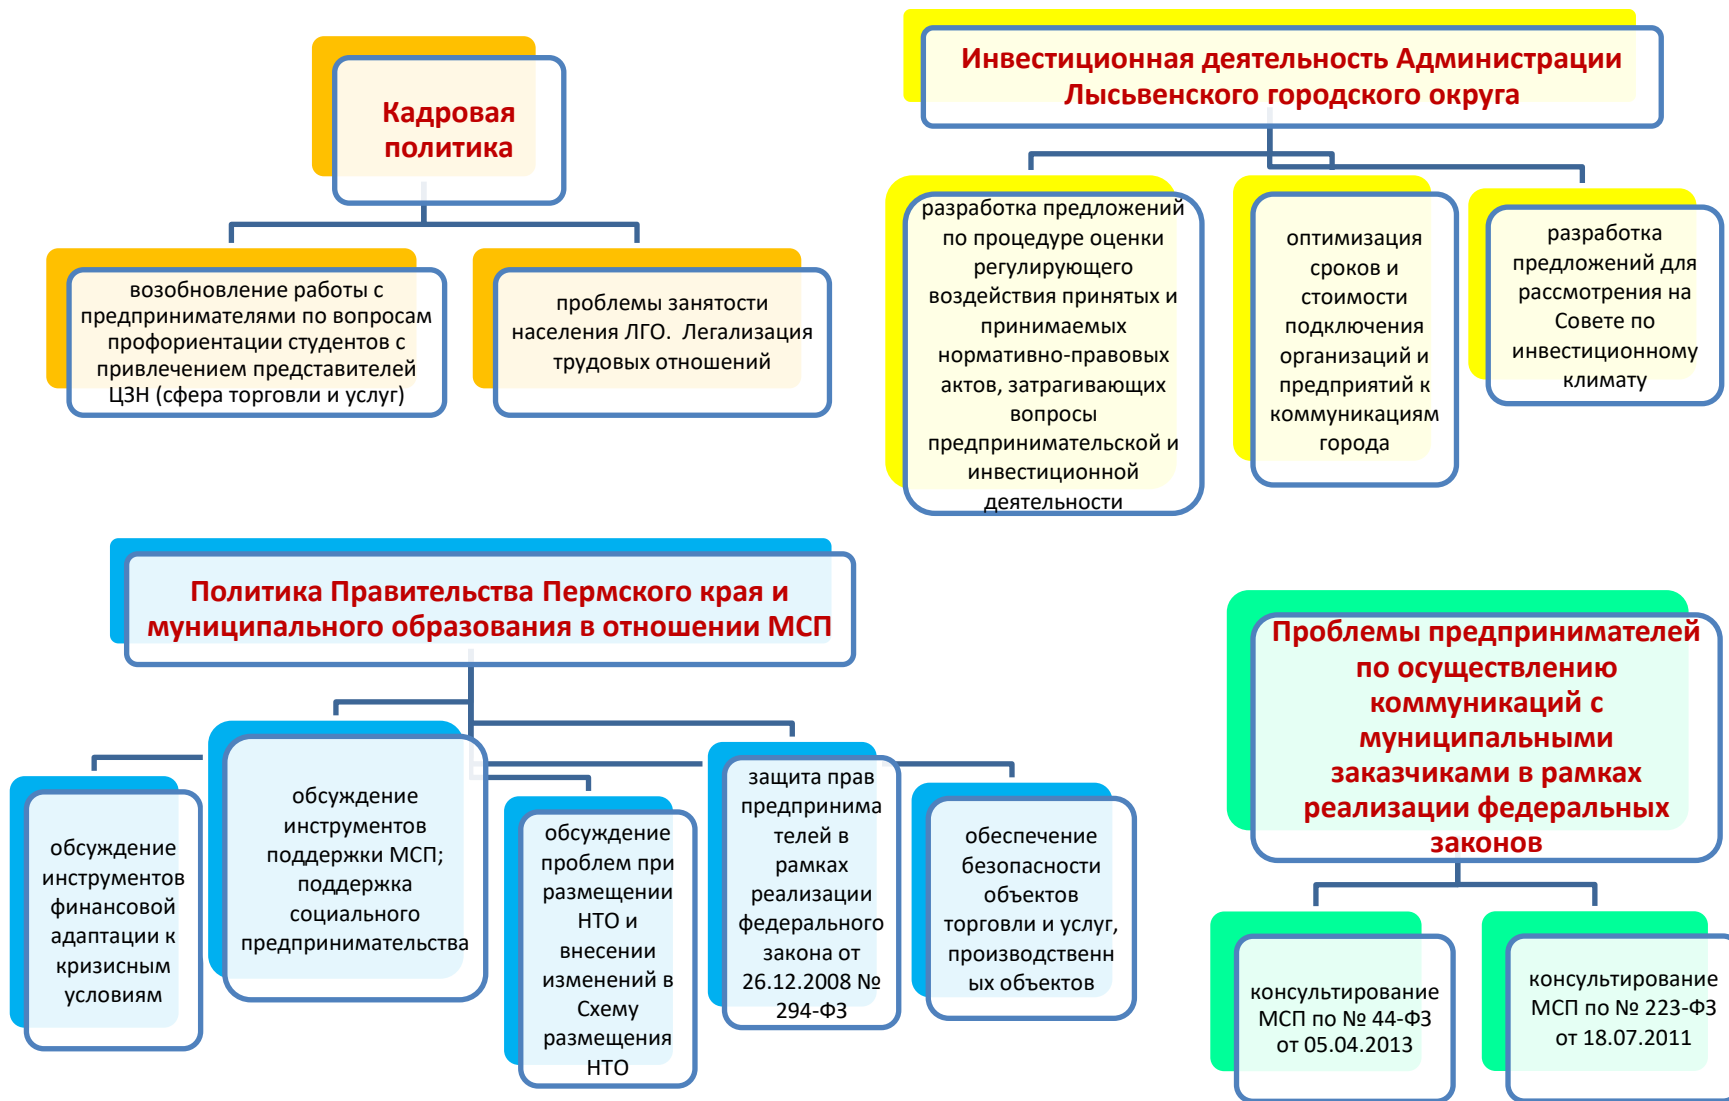 Кадровая
политика
возобновление работы с
предпринимателями по вопросам
профориентации студентов с
привлечением представителей
ЦЗН (сфера торговли и услуг)
проблемы занятости
населения ЛГО.  Легализация
трудовых отношений
Инвестиционная деятельность Администрации
Лысьвенского городского округа
разработка предложений
по процедуре оценки
регулирующего
воздействия принятых и
принимаемых
нормативно-правовых
актов, затрагивающих
вопросы
предпринимательской и
инвестиционной
деятельности
оптимизация
сроков и
стоимости
подключения
организаций и
предприятий к
коммуникациям
города
разработка
предложений для
рассмотрения на
Совете по
инвестиционному
климату
Политика Правительства Пермского края и
муниципального образования в отношении МСП
обсуждение
инструментов
финансовой
адаптации к
кризисным
условиям
обсуждение
инструментов
поддержки МСП;
поддержка
социального
предпринимательства
обсуждение
проблем при
размещении
НТО и
внесении
изменений в
Схему
размещения
НТО
защита прав
предпринима
телей в
рамках
реализации
федерального
закона от
26.12.2008 №
294-ФЗ
обеспечение
безопасности
объектов
торговли и услуг,
производственн
ых объектов
Проблемы предпринимателей
по осуществлению
коммуникаций с
муниципальными
заказчиками в рамках
реализации федеральных
законов
консультирование
МСП по № 44-ФЗ
от 05.04.2013
консультирование
МСП по № 223-ФЗ
от 18.07.2011